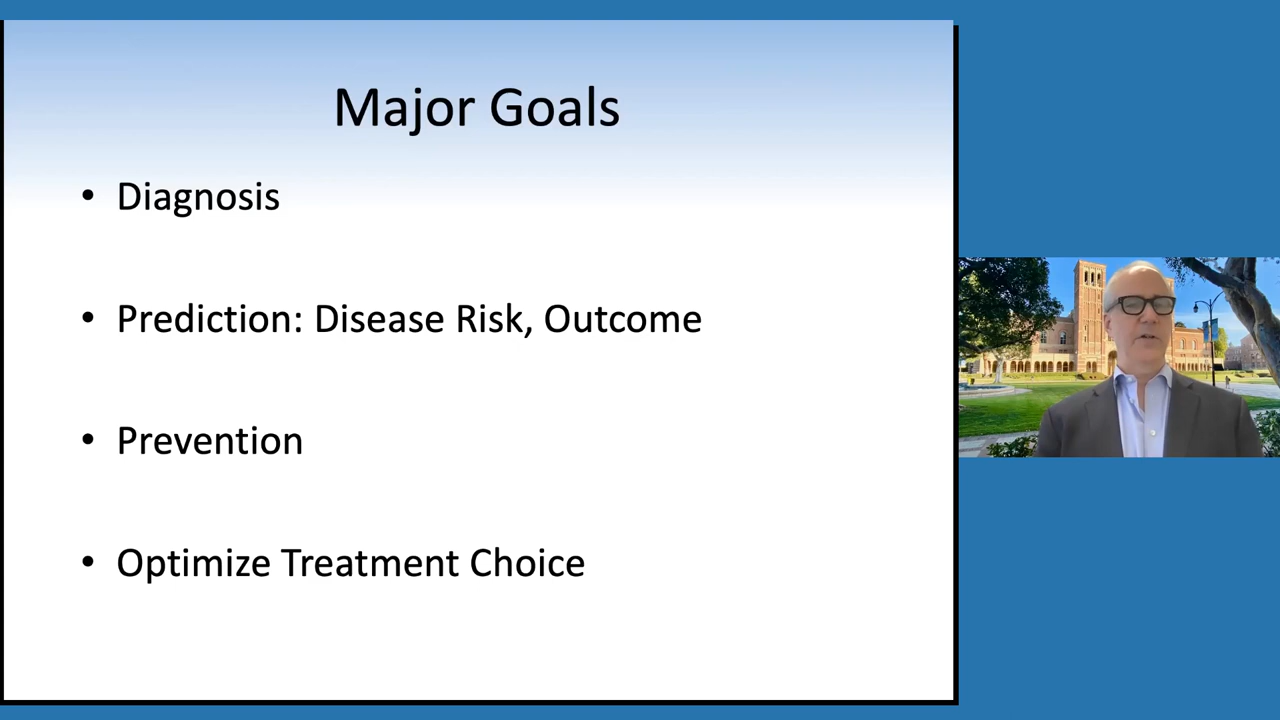 Major Goals
• Diagnosis
• Prediction: Disease Risk, Outcome
• Prevention
• Optimize Treatment Choice